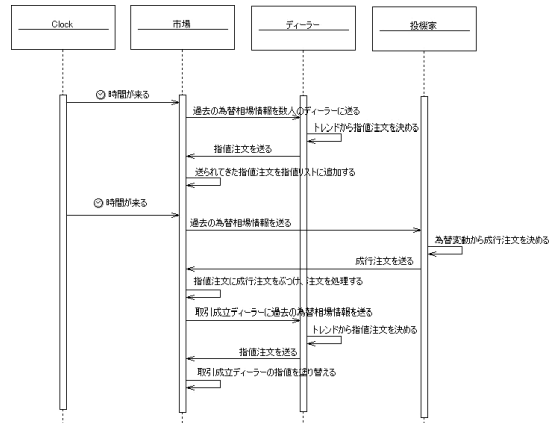 Clock
市場
ディーラー
投機家
時間が来る
過去の為替相場情報を数人のディーラーに送る
トレンドから指値注文を決める
指値注文を送る
送られてきた指値注文を指値リストに追加する
時間が来る
過去の為替相場情報を送る
為替変動から成行注文を決める
成行注文を送る
指値注文に成行注文をぶつけ、注文を処理する
取引成立ディーラーに過去の為替相場情報を送る
トレンドから指値注文を決める
指値注文を送る
取引成立ディーラーの指値を塗り替える